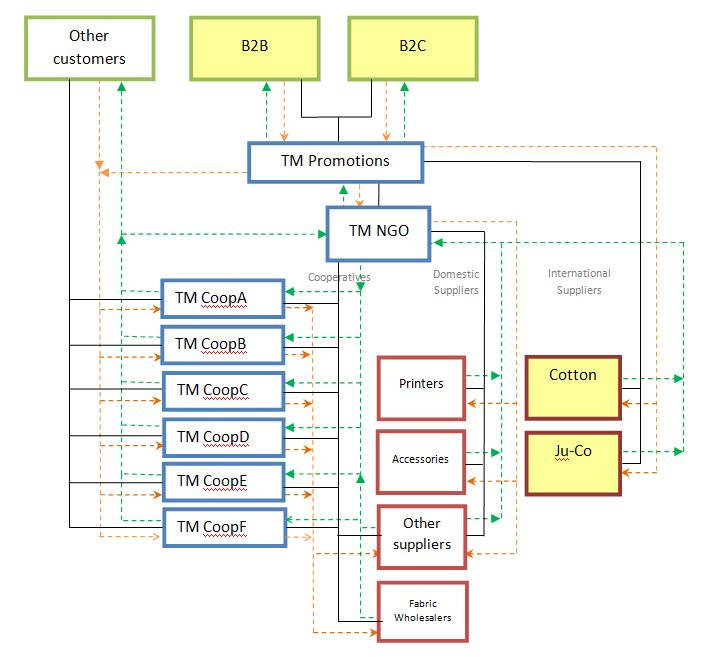 Other
customers
B2B
B2C
TM Promotions
TM NGO
Cooperatives
Domestic
Suppliers
International
Suppliers
TM CoopA
TM CoopB
TM CoopC
TM CoopD
TM CoopE
TM CoopF
Printers
Accessories
Other
suppliers
Fabric
Wholesalers
Cotton
Ju-Co